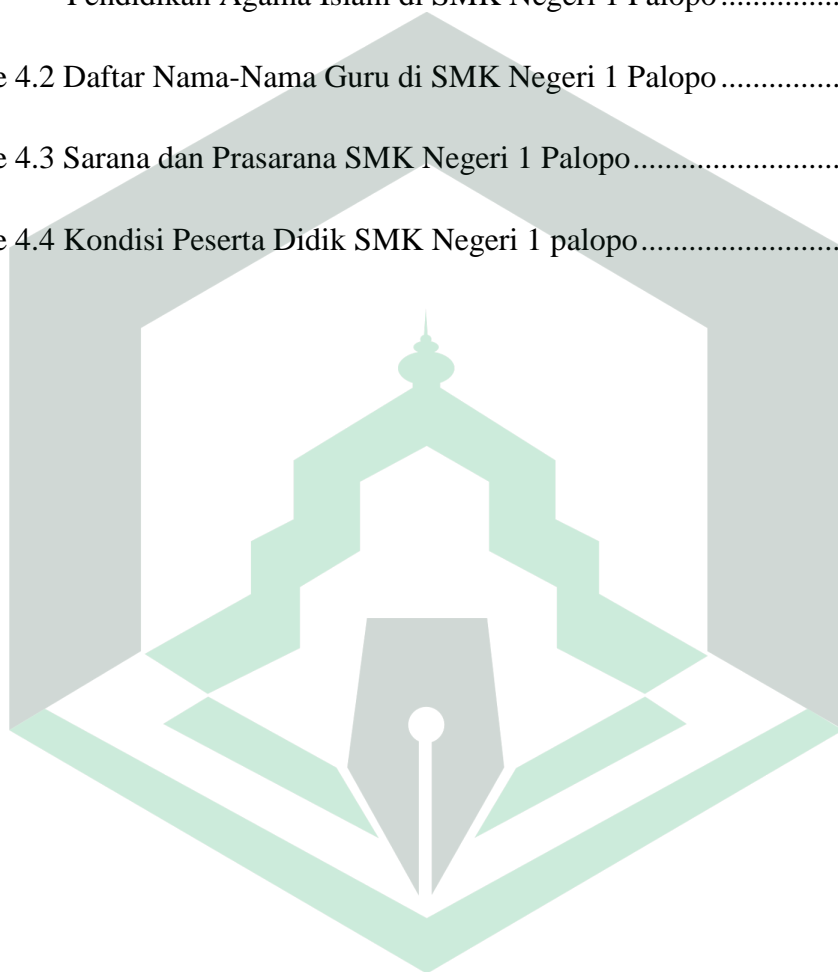 Pendidikan Agama Islam di SMK Negeri 1 Palopo................
e 4.2 Daftar Nama-Nama Guru di SMK Negeri 1 Palopo................
e 4.3 Sarana dan Prasarana SMK Negeri 1 Palopo...........................
e 4.4 Kondisi Peserta Didik SMK Negeri 1 palopo..........................